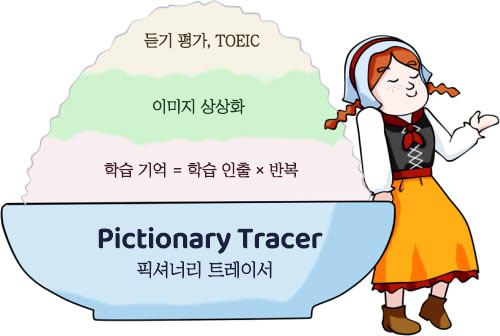 듣기 평가, TOEIC
이미지 상상화
학습 기억 = 학습 인출 × 반복
Pictionary Tracer
픽셔너리 트레이서